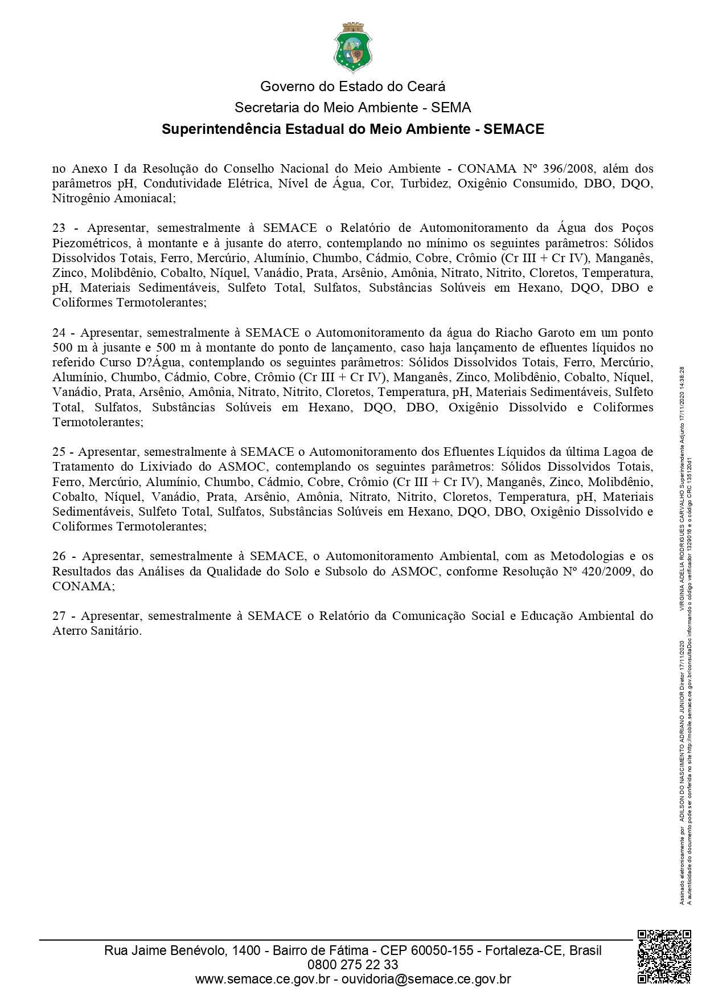 Governo do Estado do Ceará
Secretaria do Meio Ambiente - SEMA
Superintendência Estadual do Meio Ambiente - SEMACE
no Anexo I da Resolução do Conselho Nacional do Meio Ambiente - CONAMA Nº 396/2008, além dos
parâmetros pH, Condutividade Elétrica, Nível de Água, Cor, Turbidez, Oxigênio Consumido, DBO, DQO,
Nitrogênio Amoniacal;
23 - Apresentar, semestralmente à SEMACE o Relatório de Automonitoramento da Água dos Poços
Piezométricos, à montante e à jusante do aterro, contemplando no mínimo os seguintes parâmetros: Sólidos
Dissolvidos Totais, Ferro, Mercúrio, Alumínio, Chumbo, Cádmio, Cobre, Crômio (Cr III + Cr IV), Manganês,
Zinco, Molibdênio, Cobalto, Níquel, Vanádio, Prata, Arsênio, Amônia, Nitrato, Nitrito, Cloretos, Temperatura,
pH, Materiais Sedimentáveis, Sulfeto Total, Sulfatos, Substâncias Solúveis em Hexano, DQO, DBO e
Coliformes Termotolerantes;
24 - Apresentar, semestralmente à SEMACE o Automonitoramento da água do Riacho Garoto em um ponto
500 m à jusante e 500 m à montante do ponto de lançamento, caso haja lançamento de efluentes líquidos no
referido Curso D?Água, contemplando os seguintes parâmetros: Sólidos Dissolvidos Totais, Ferro, Mercúrio,
Alumínio, Chumbo, Cádmio, Cobre, Crômio (Cr III + Cr IV), Manganês, Zinco, Molibdênio, Cobalto, Níquel,
Vanádio, Prata, Arsênio, Amônia, Nitrato, Nitrito, Cloretos, Temperatura, pH, Materiais Sedimentáveis, Sulfeto
Total, Sulfatos, Substâncias Solúveis em Hexano, DQO, DBO, Oxigênio Dissolvido e Coliformes
Termotolerantes;
25 - Apresentar, semestralmente à SEMACE o Automonitoramento dos Efluentes Líquidos da última Lagoa de
Tratamento do Lixiviado do ASMOC, contemplando os seguintes parâmetros: Sólidos Dissolvidos Totais,
Ferro, Mercúrio, Alumínio, Chumbo, Cádmio, Cobre, Crômio (Cr III + Cr IV), Manganês, Zinco, Molibdênio,
Cobalto, Níquel, Vanádio, Prata, Arsênio, Amônia, Nitrato, Nitrito, Cloretos, Temperatura, pH, Materiais
Sedimentáveis, Sulfeto Total, Sulfatos, Substâncias Solúveis em Hexano, DQO, DBO, Oxigênio Dissolvido e
Coliformes Termotolerantes;
26 - Apresentar, semestralmente à SEMACE, o Automonitoramento Ambiental, com as Metodologias e os
Resultados das Análises da Qualidade do Solo e Subsolo do ASMOC, conforme Resolução Nº 420/2009, do
CONAMA;
27 - Apresentar, semestralmente à SEMACE o Relatório da Comunicação Social e Educação Ambiental do
Aterro Sanitário.
Assinado eletronicamente por ADILSON DO NASCIMENTO ADRIANO JUNIOR Diretor 17/11/2020 VIRGINIA ADELIA RODRIGUES CARVALHO Superintendente Adjunto 17/11/2020 14:38:28
A autenticidade do documento pode ser conferida no site http://mobile.semace.ce.gov.br/consultaDoc informando o código verificador 1329016 e o código CRC 135120d1
Rua Jaime Benévolo, 1400 - Bairro de Fátima - CEP 60050-155 - Fortaleza-CE, Brasil
0800 275 22 33
www.semace.ce.gov.br - ouvidoria@semace.ce.gov.br